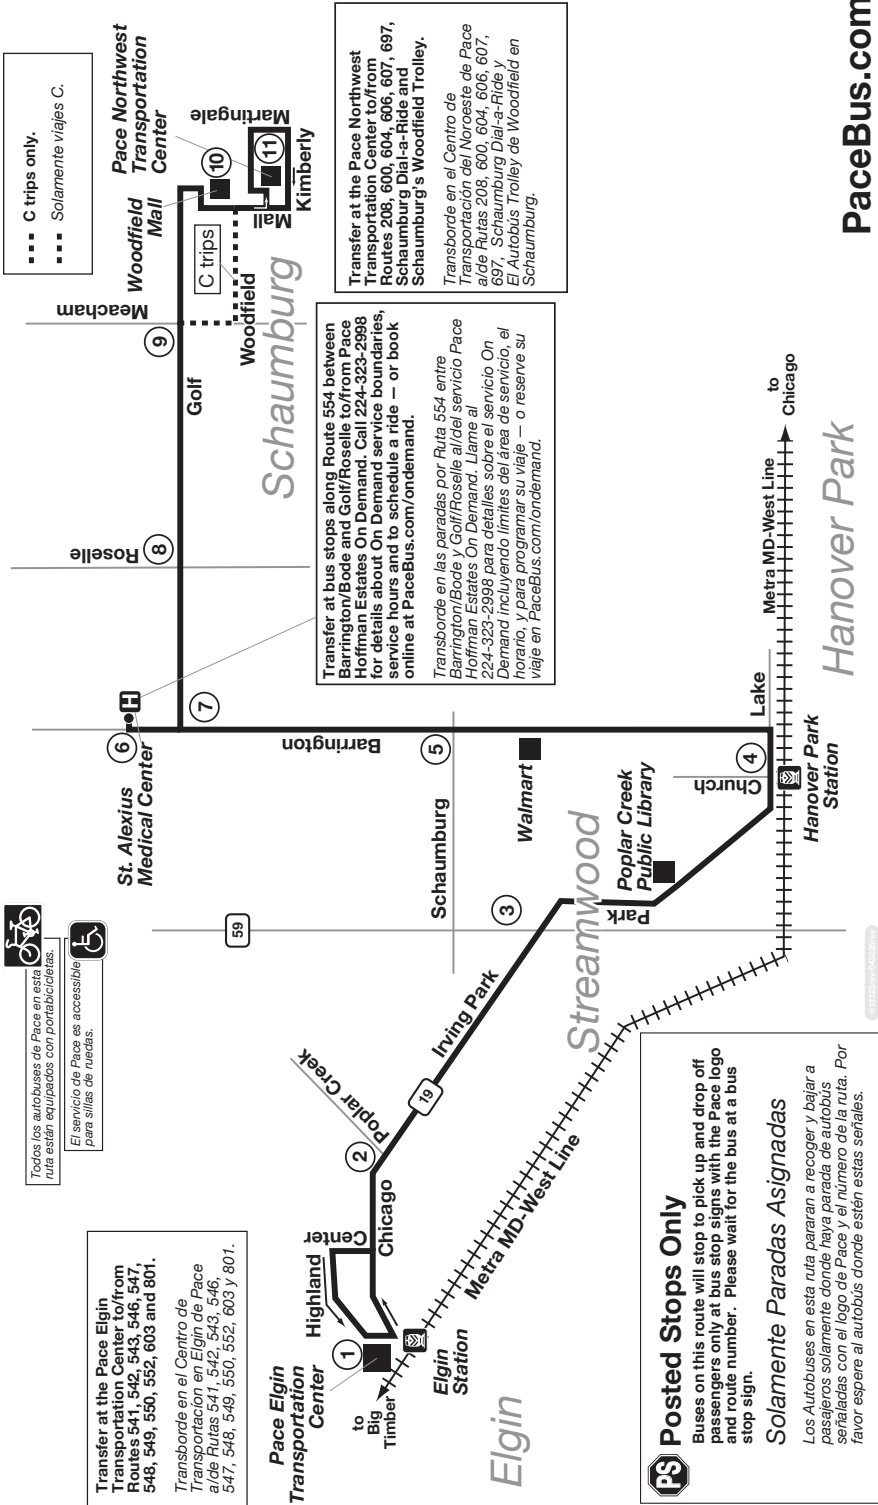 Transfer at the Pace Elgin
Transportation Center to/from
Routes 541, 542, 543, 546, 547,
548, 549, 550, 552, 603 and 801.
Transborde en el Centro de
Transportacion en Elgin de Pace
a/de Rutas 541, 542, 543, 546,
547, 548, 549, 550, 552, 603 y 801.
Todos los autobuses de Pace en esta
ruta están equipados con portabicicletas.
El servicio de Pace es accessible
para sillas de ruedas.
C trips only.
Solamente viajes C.
Pace Elgin
Transportation
Center
1
to
Big
Timber
Elgin
Station
Elgin
Highland
Center
Chicago
2
Poplar Creek
19
Irving Park
Metra MD-West Line
59
3
Schaumburg
Streamwood
Park
Poplar Creek
Public Library
Walmart
5
Barrington
St. Alexius
Medical Center
6
H
7
Church
4
Lake
Hanover Park
Station
Metra MD-West Line
to
Chicago
Hanover Park
Roselle
8
Golf
9
Meacham
Schaumburg
Woodfield
C trips
Woodfield
Mall
Pace Northwest
Transportation
Center
10
11
Martingale
Mall
Kimberly
Transfer at bus stops along Route 554 between
Barrington/Bode and Golf/Roselle to/from Pace
Hoffman Estates On Demand. Call 224-323-2998
for details about On Demand service boundaries,
service hours and to schedule a ride — or book
online at PaceBus.com/ondemand.
Transborde en las paradas por Ruta 554 entre
Barrington/Bode y Golf/Roselle al/del servicio Pace
Hoffman Estates On Demand. Llame al
224-323-2998 para detalles sobre el servicio On
Demand incluyendo límites del área de servicio, el
horario, y para programar su viaje — o reserve su
viaje en PaceBus.com/ondemand.
Transfer at the Pace Northwest
Transportation Center to/from
Routes 208, 600, 604, 606, 607, 697,
Schaumburg Dial-a-Ride and
Schaumburg's Woodfield Trolley.
Transborde en el Centro de
Transportación del Noroeste de Pace
a/de Rutas 208, 600, 604, 606, 607,
697, Schaumburg Dial-a-Ride y
El Autobús Trolley de Woodfield en
Schaumburg.
PS Posted Stops Only
Buses on this route will stop to pick up and drop off
passengers only at bus stop signs with the Pace logo
and route number. Please wait for the bus at a bus
stop sign.
Solamente Paradas Asignadas
Los Autobuses en esta ruta pararan a recoger y bajar a
pasajeros solamente donde haya parada de autobús
señaladas con el logo de Pace y el número de la ruta. Por
favor espere al autobús donde estén estas señales.
PaceBus.com